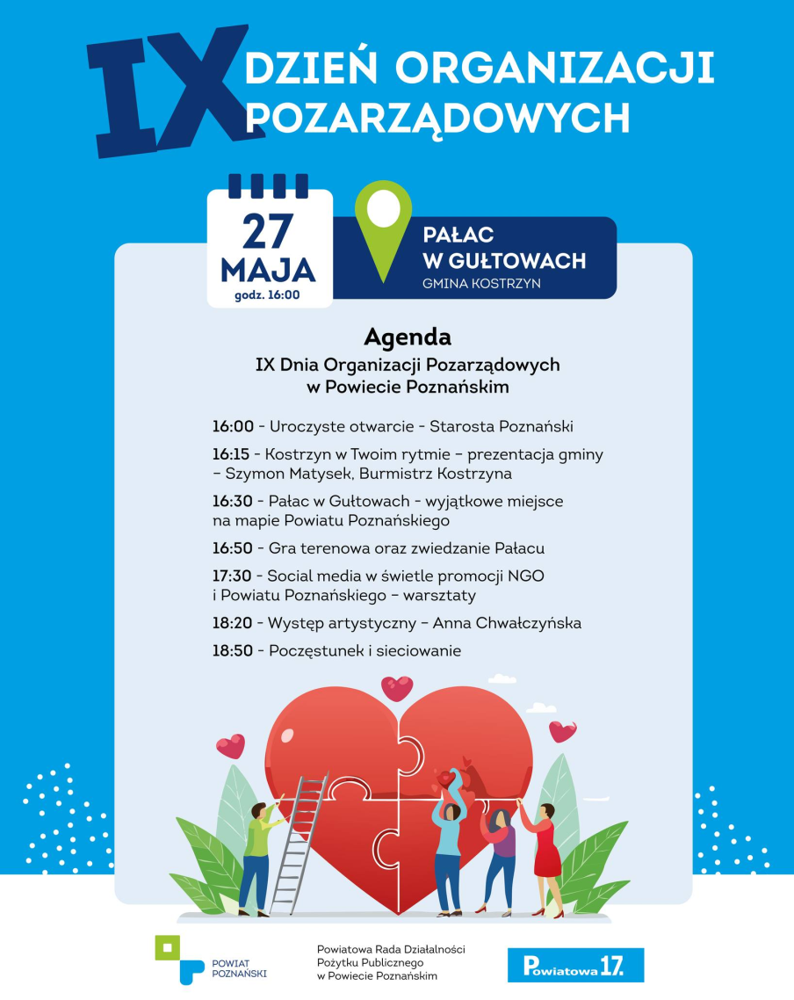 IX DZIEŃ ORGANIZACJI
POZARZĄDOWYCH
27
MAJA
godz. 16:00
PAŁAC
W GUŁTOWACH
GMINA KOSTRZYN
Agenda
IX Dnia Organizacji Pozarządowych
w Powiecie Poznańskim
16:00 - Uroczyste otwarcie - Starosta Poznański
16:15 - Kostrzyn w Twoim rytmie – prezentacja gminy
– Szymon Matysek, Burmistrz Kostrzyna
16:30 - Pałac w Gułtowach - wyjątkowe miejsce
na mapie Powiatu Poznańskiego
16:50 - Gra terenowa oraz zwiedzanie Pałacu
17:30 - Social media w świetle promocji NGO
i Powiatu Poznańskiego – warsztaty
18:20 - Występ artystyczny – Anna Chwałczyńska
18:50 - Poczęstunek i sieciowanie
POWIAT
POZNAŃSKI
Powiatowa Rada Działalności
Pożytku Publicznego
w Powiecie Poznańskim
Powiatowa 17.